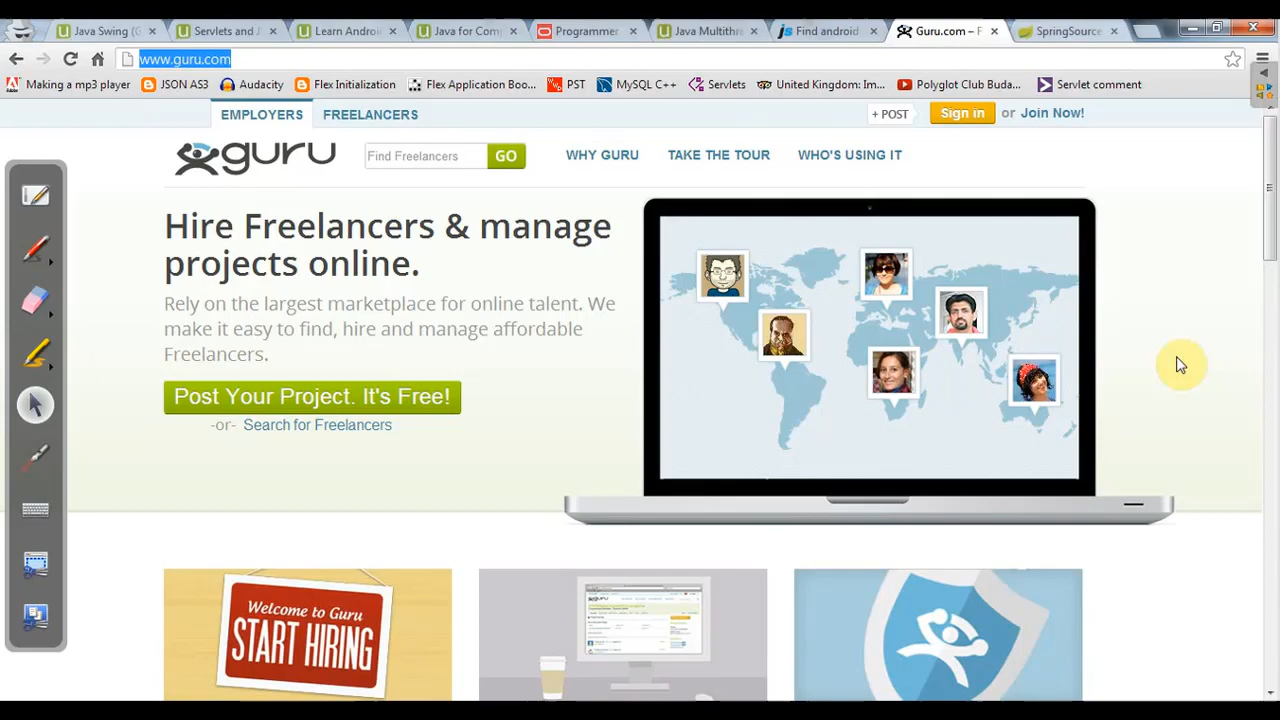 Java Swing (G
Servlets and J
Learn Androi
Java for Comp
Programmer
Java Multithre
Find android
Guru.com – F
SpringSource
www.guru.com
Making a mp3 player
JSON AS3
Audacity
Flex Initialization
Flex Application Boo...
PST
MySQL C++
Servlets
United Kingdom: Im...
Polyglot Club Buda...
Servlet comment
EMPLOYERS
FREELANCERS
+ POST
Sign in
or
Join Now!
guru
Find Freelancers
GO
WHY GURU
TAKE THE TOUR
WHO'S USING IT
Hire Freelancers & manage
projects online.
Rely on the largest marketplace for online talent. We
make it easy to find, hire and manage affordable
Freelancers.
Post Your Project. It's Free!
-or- Search for Freelancers
Welcome to Guru
START HIRING